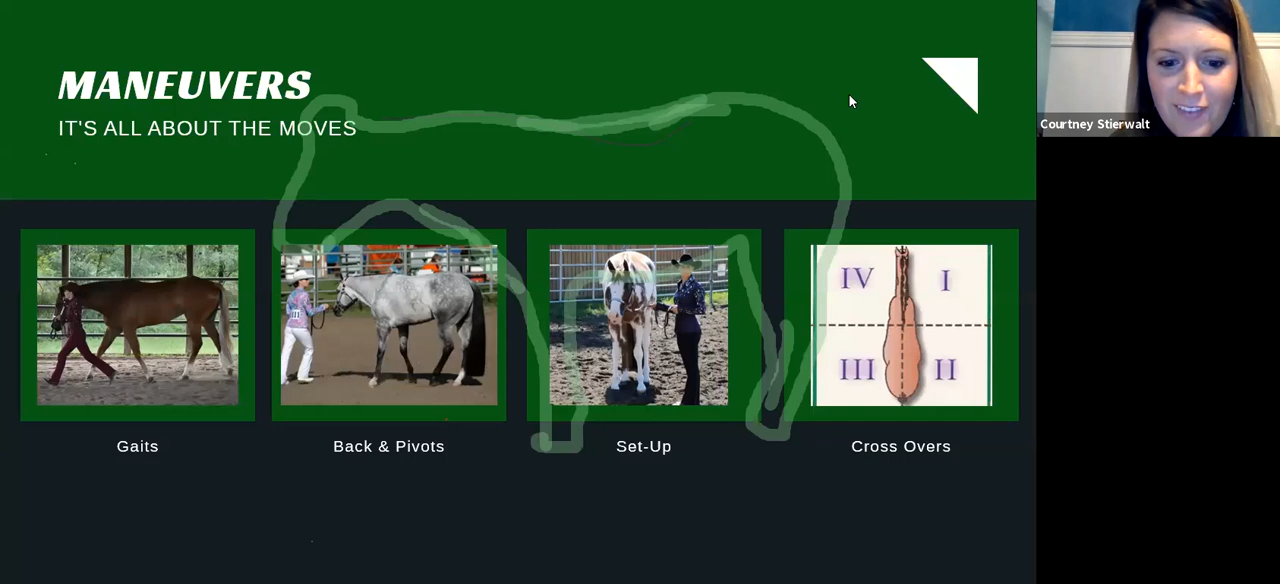 MANEUVERS
IT'S ALL ABOUT THE MOVES
Courtney Stierwalt
IV I
III II
Gaits
Back & Pivots
Set-Up
Cross Overs